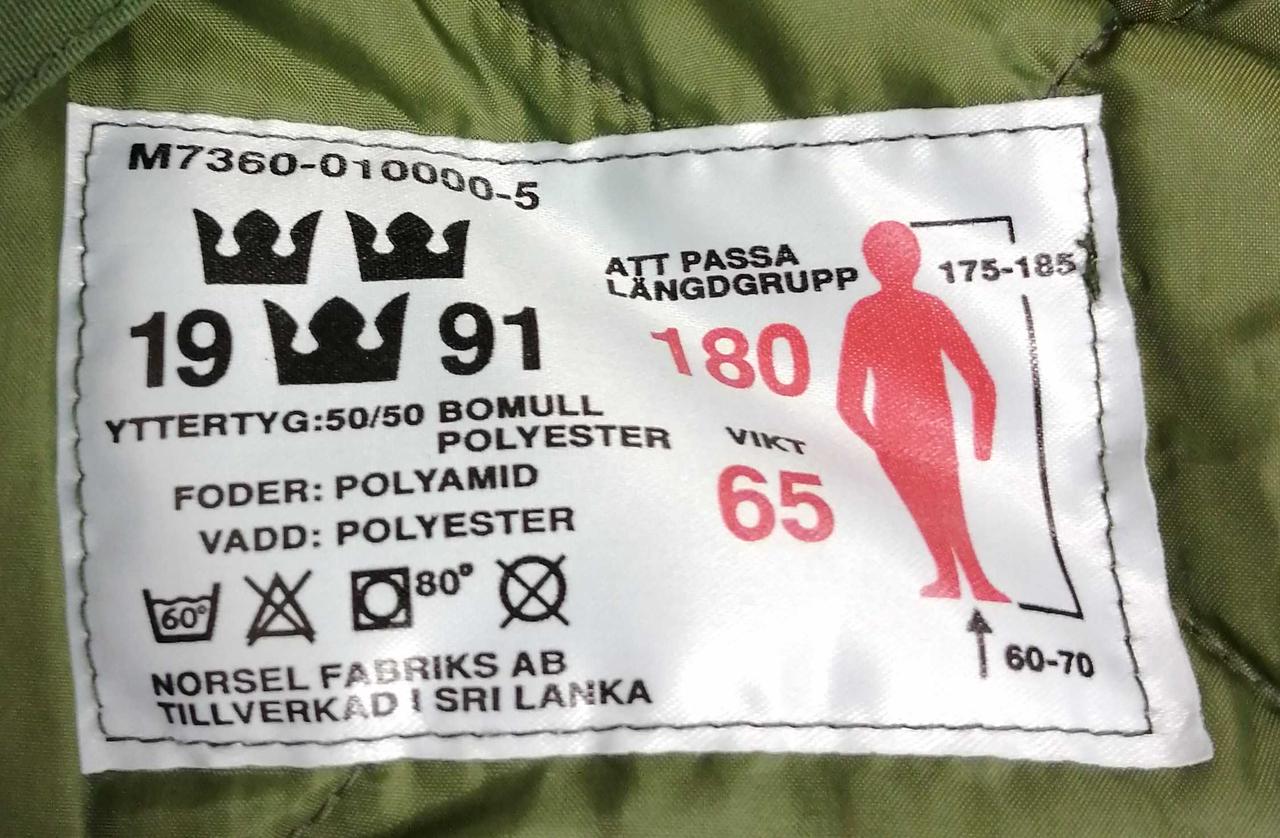 M7360-010000-5
19 91
YTTERTYG:50/50 BOMULL
POLYESTER
FODER: POLYAMID
VADD: POLYESTER
60° 80°
NORSEL FABRIKS AB
TILLVERKAD I SRI LANKA
ATT PASSA
LÄNGDGRUPP
180
VIKT
65
175-185
60-70